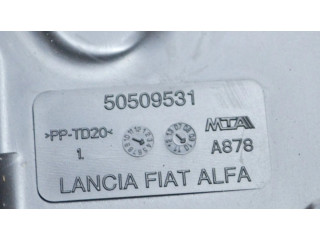 50509531
>PP-TD20< MTA
1. A878
LANCIA FIAT ALFA